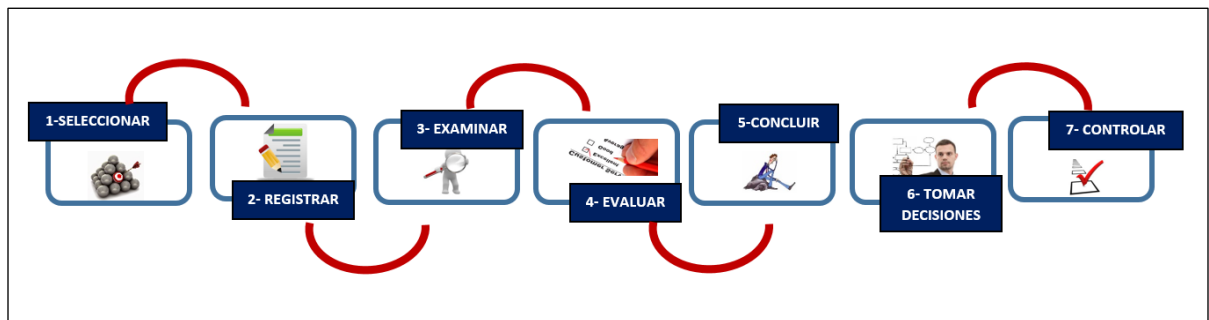 1-SELECCIONAR
2- REGISTRAR
3- EXAMINAR
4- EVALUAR
5-CONCLUIR
6- TOMAR
DECISIONES
7- CONTROLAR